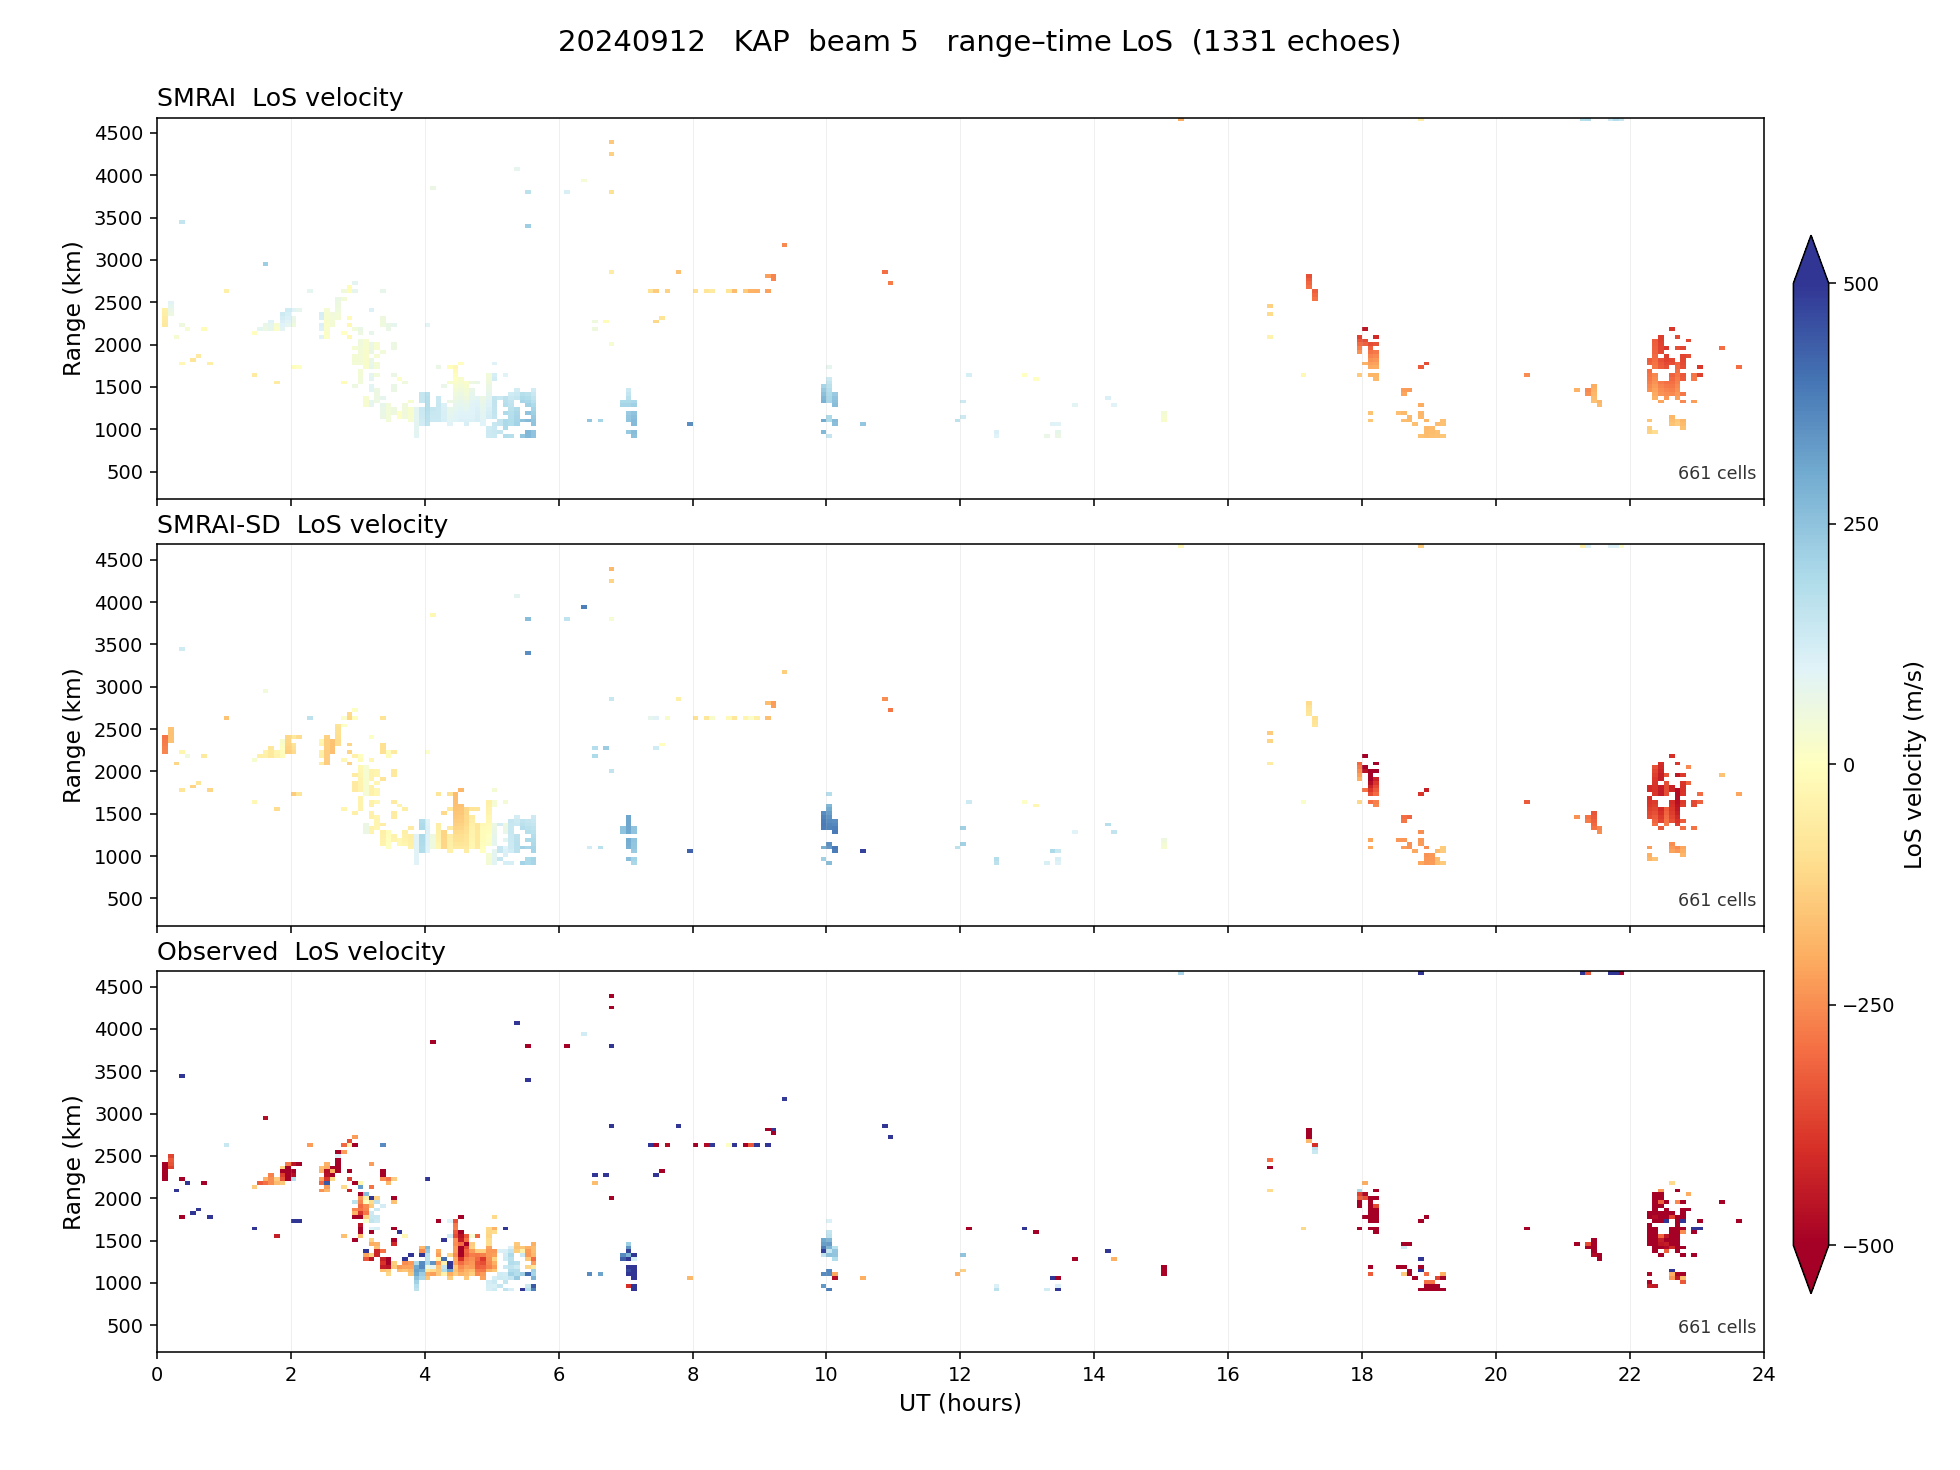 20240912   KAP  beam 5   range–time LoS  (1331 echoes)
SMRAI  LoS velocity
4500
4000
3500
3000
2500
2000
1500
1000
500
Range (km)
661 cells
SMRAI-SD  LoS velocity
4500
4000
3500
3000
2500
2000
1500
1000
500
Range (km)
661 cells
Observed  LoS velocity
4500
4000
3500
3000
2500
2000
1500
1000
500
Range (km)
661 cells
0 2 4 6 8 10 12 14 16 18 20 22 24
UT (hours)
500
250
0
−250
−500
LoS velocity (m/s)